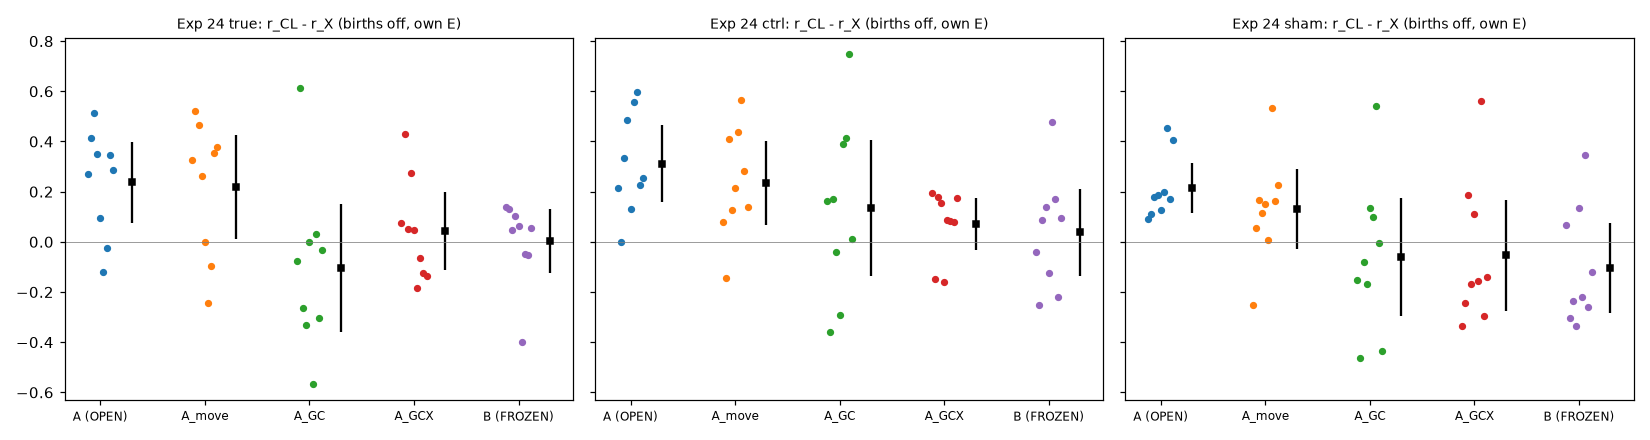 Exp 24 true: r_CL - r_X (births off, own E)
Exp 24 ctrl: r_CL - r_X (births off, own E)
Exp 24 sham: r_CL - r_X (births off, own E)
0.8
0.6
0.4
0.2
0.0
−0.2
−0.4
−0.6
A (OPEN) A_move A_GC A_GCX B (FROZEN)
A (OPEN) A_move A_GC A_GCX B (FROZEN)
A (OPEN) A_move A_GC A_GCX B (FROZEN)